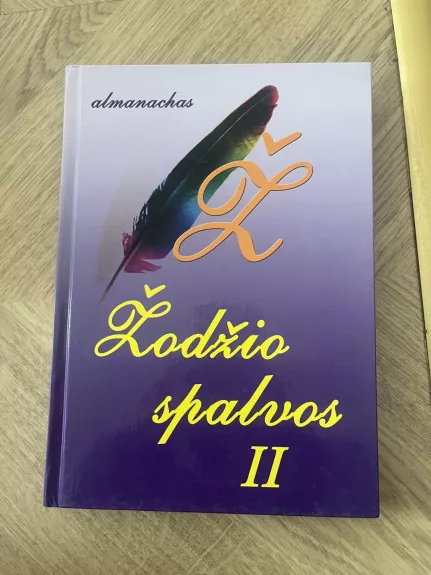 almanachas
Ž
Žodžio
spalvos
II